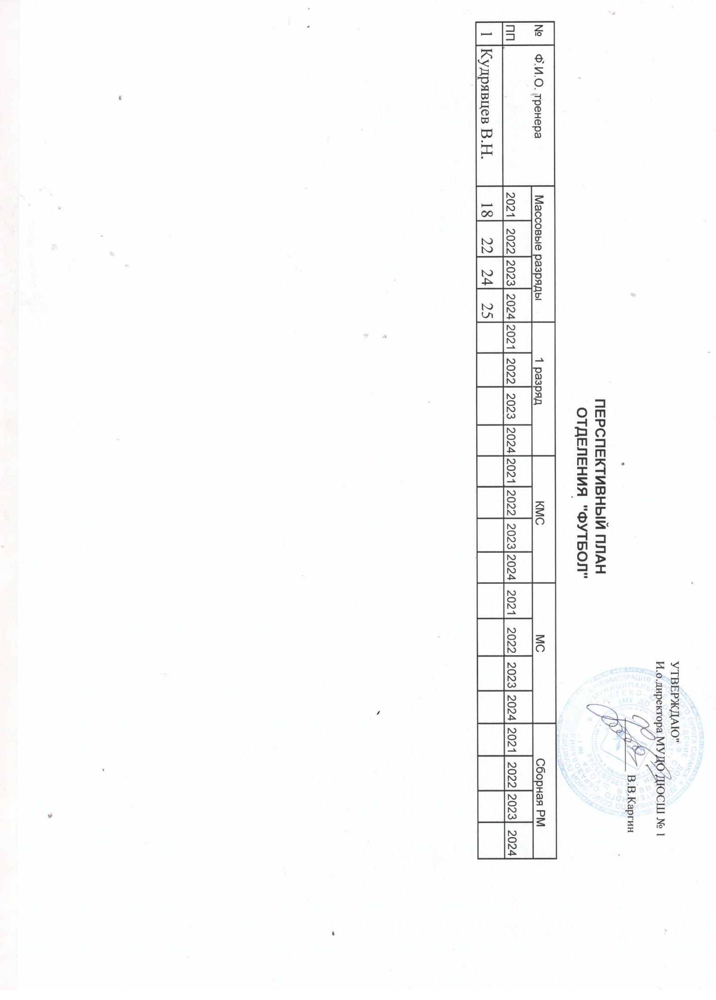 УТВЕРЖДАЮ"
И.о.директора МУДО ДЮСШ № 1
В.В.Каргин
ПЕРСПЕКТИВНЫЙ ПЛАН
ОТДЕЛЕНИЯ "ФУТБОЛ"
№ Ф.И.О. тренера Массовые разряды 1 разряд КМС МС Сборная РМ
ПП 2021 2022 2023 2024 2021 2022 2023 2024 2021 2022 2023 2024 2021 2022 2023 2024 2021 2022 2023 2024
1 Кудрявцев В.Н. 18 22 24 25